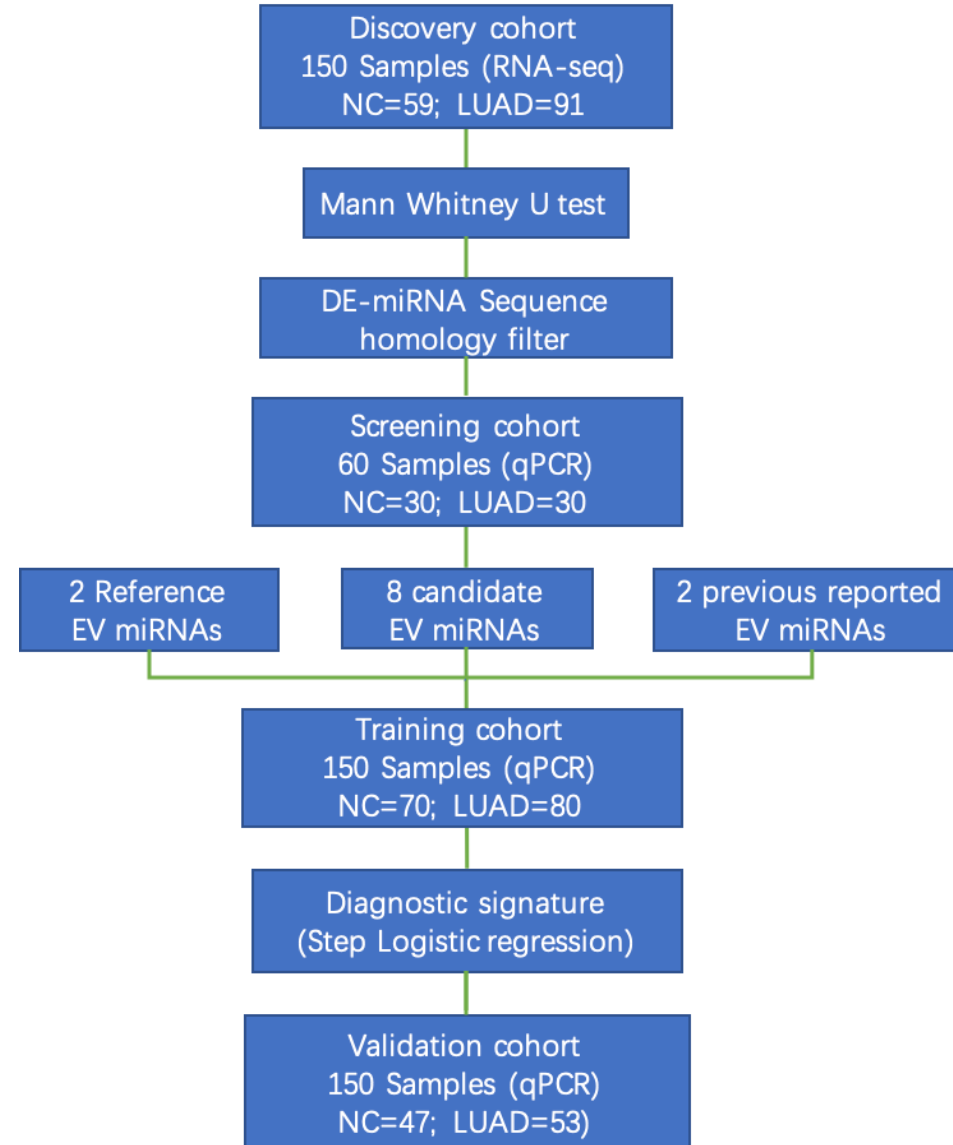 Discovery cohort
150 Samples (RNA-seq)
NC=59; LUAD=91
Mann Whitney U test
DE-miRNA Sequence
homology filter
Screening cohort
60 Samples (qPCR)
NC=30; LUAD=30
2 Reference
EV miRNAs
8 candidate
EV miRNAs
2 previous reported
EV miRNAs
Training cohort
150 Samples (qPCR)
NC=70; LUAD=80
Diagnostic signature
(Step Logistic regression)
Validation cohort
150 Samples (qPCR)
NC=47; LUAD=53)